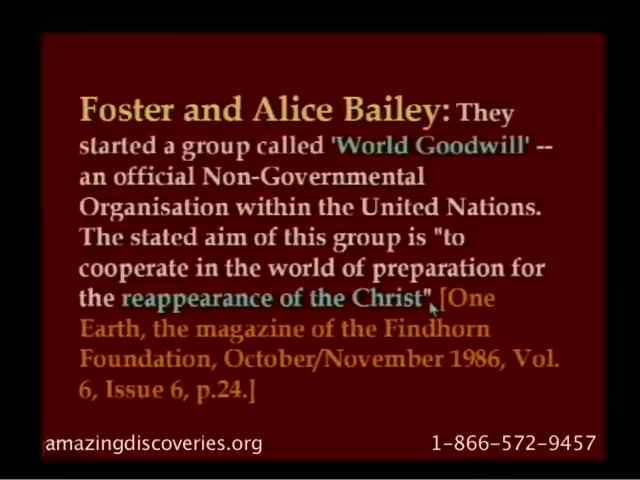 Foster and Alice Bailey: They
started a group called 'World Goodwill' --
an official Non-Governmental
Organisation within the United Nations.
The stated aim of this group is "to
cooperate in the world of preparation for
the reappearance of the Christ". [One
Earth, the magazine of the Findhorn
Foundation, October/November 1986, Vol.
6, Issue 6, p.24.]
amazingdiscoveries.org 1-866-572-9457